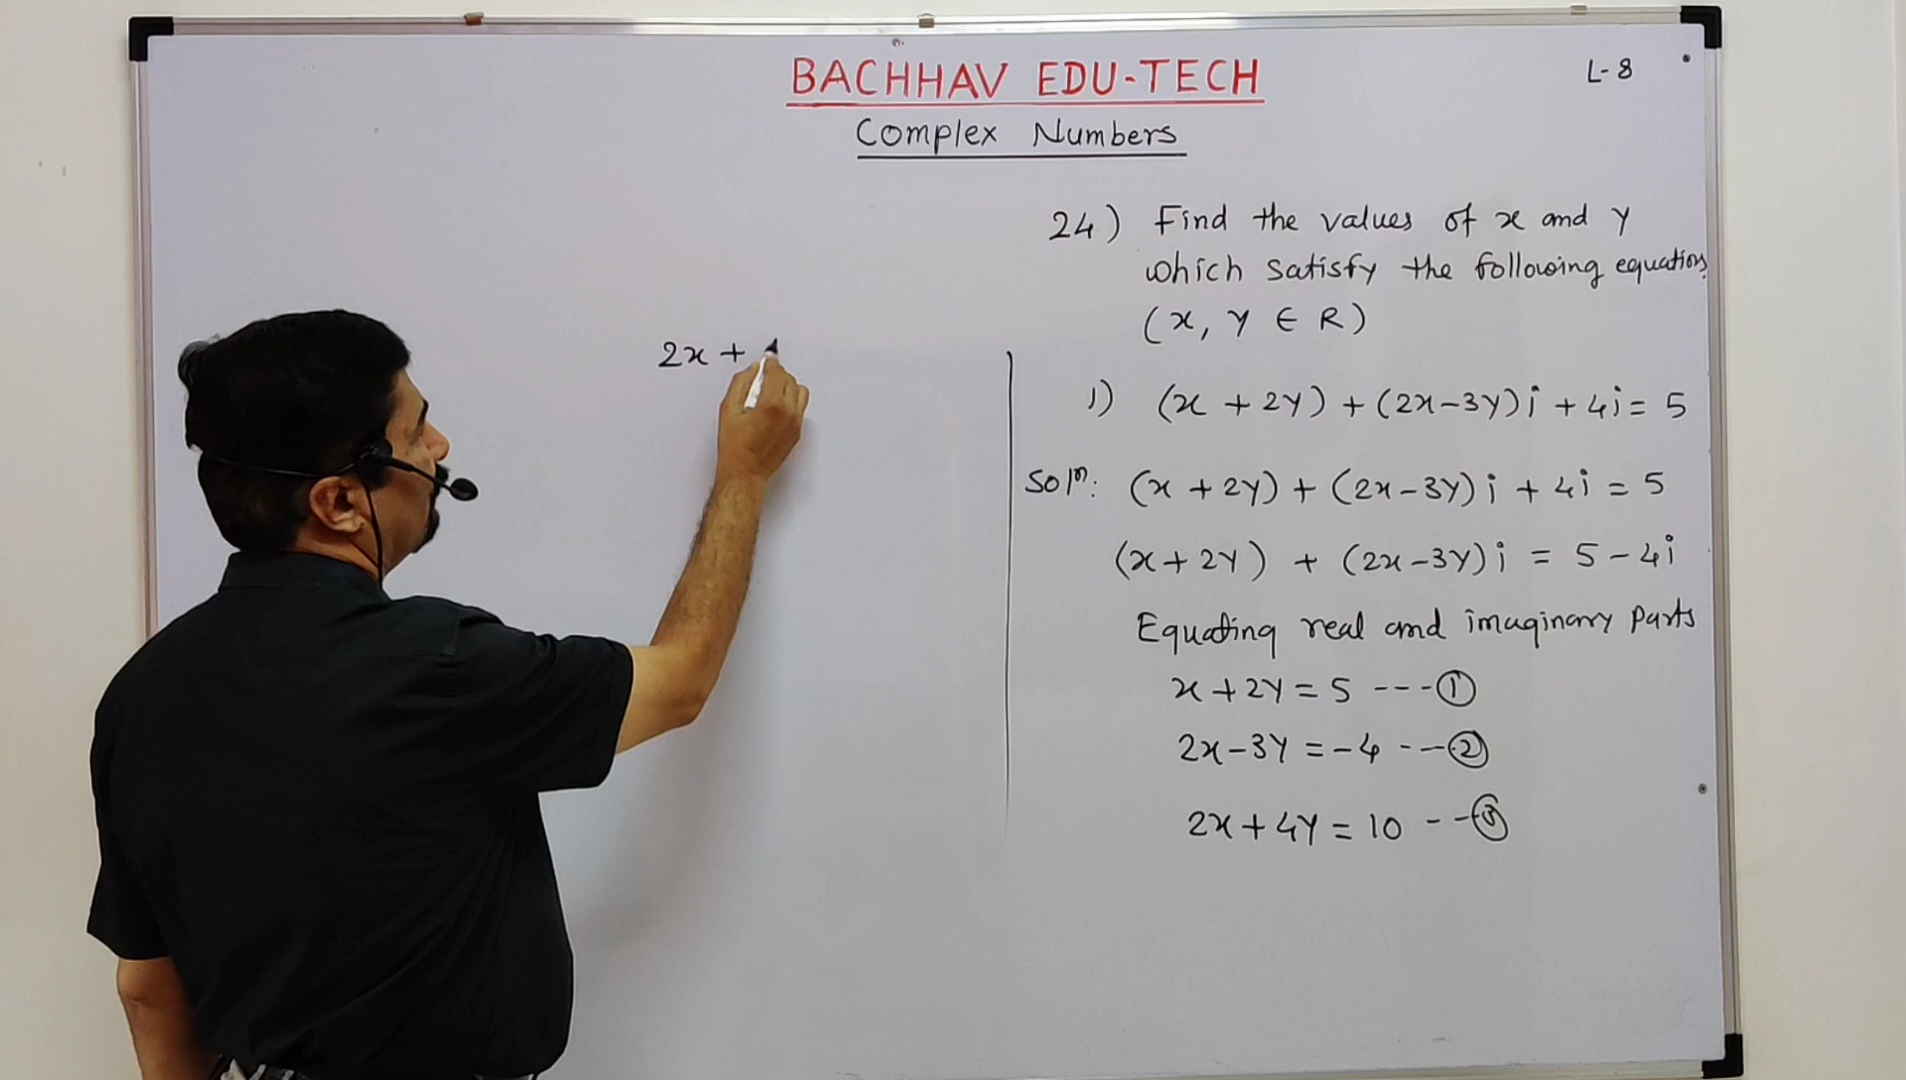 BACHHAV EDU-TECH
L-8
Complex Numbers
24) Find the values of x and y
which satisfy the following equations
(x, y ∈ R)
2x +
1) (x + 2y) + (2x-3y)i + 4i = 5
Solⁿ: (x + 2y) + (2x-3y)i + 4i = 5
(x + 2y) + (2x-3y)i = 5 - 4i
Equating real and imaginary parts
x + 2y = 5 ---①
2x-3y = -4 ---②
2x + 4y = 10 ---③